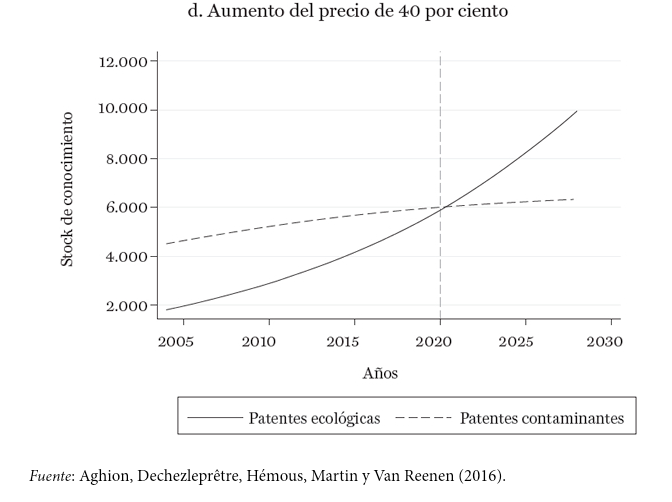 d. Aumento del precio de 40 por ciento
12.000
10.000
8.000
6.000
4.000
2.000
Stock de conocimiento
2005 2010 2015 2020 2025 2030
Años
Patentes ecológicas Patentes contaminantes
Fuente: Aghion, Dechezleprêtre, Hémous, Martin y Van Reenen (2016).